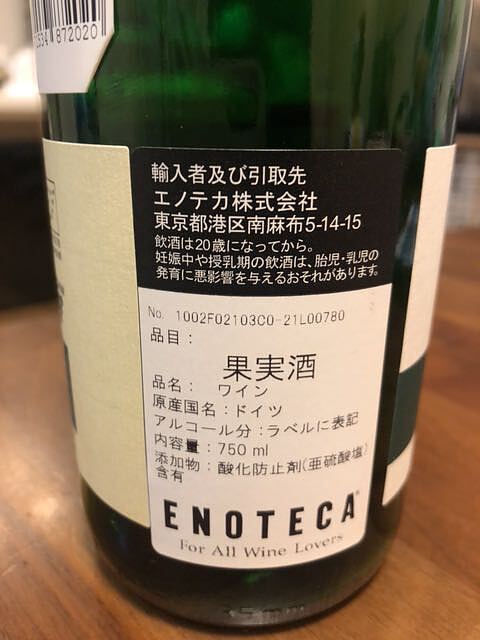 872020
輸入者及び引取先
エノテカ株式会社
東京都港区南麻布5-14-15
飲酒は20歳になってから。
妊娠中や授乳期の飲酒は、胎児・乳児の
発育に悪影響を与えるおそれがあります。
No. 1002F02103C0-21L00780
品目：
果実酒
品名： ワイン
原産国名：ドイツ
アルコール分：ラベルに表記
内容量：750 ml
添加物：酸化防止剤(亜硫酸塩)
含有
ENOTECA®
For All Wine Lovers